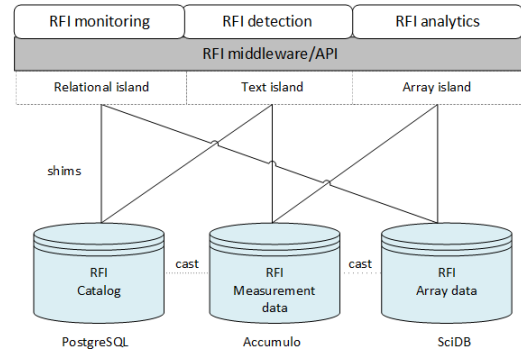 RFI monitoring RFI detection RFI analytics
RFI middleware/API
Relational island Text island Array island
shims
RFI
Catalog
cast
RFI
Measurement
data
cast
RFI
Array data
PostgreSQL Accumulo SciDB